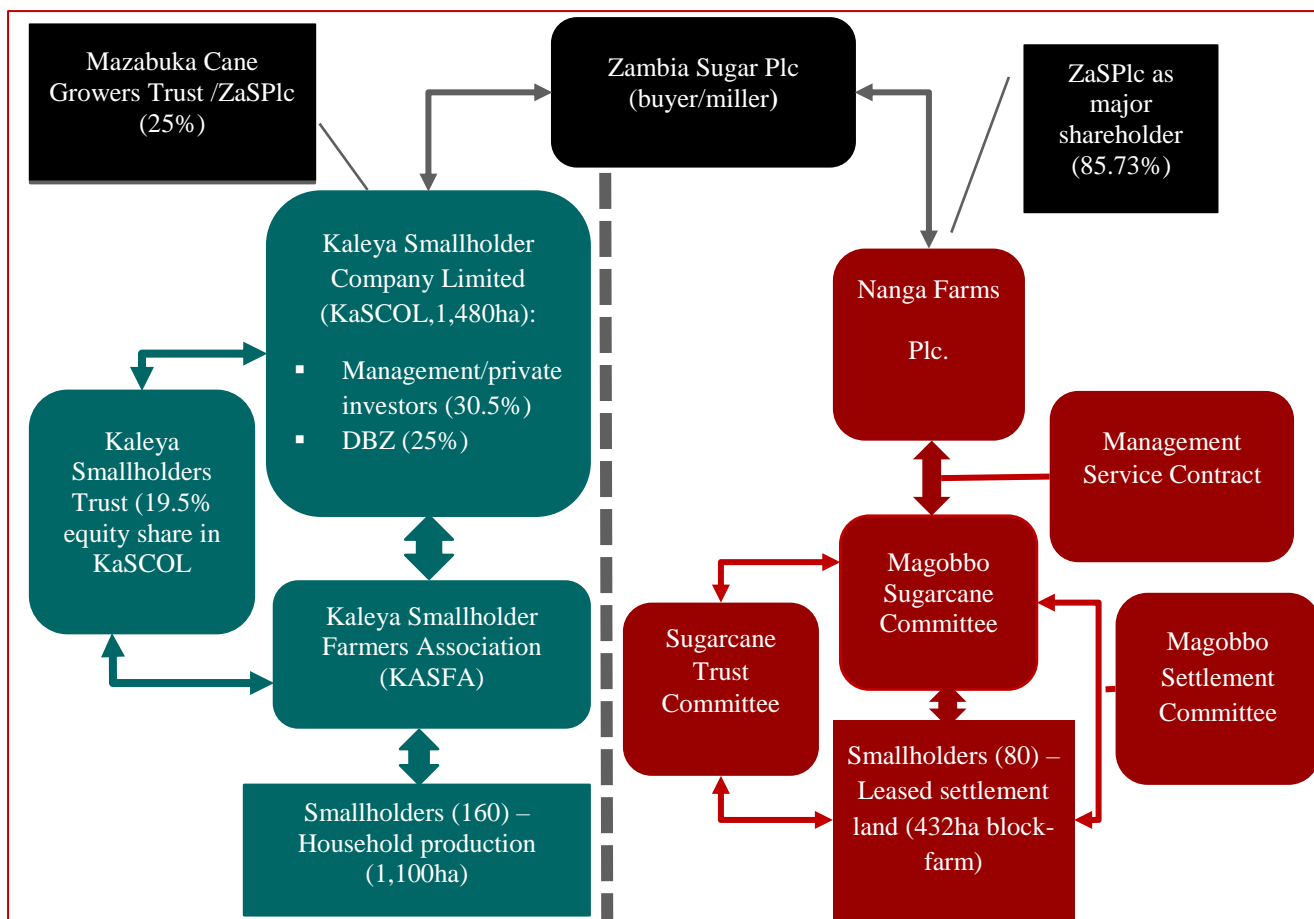 Mazabuka Cane
Growers Trust /ZaSPlc
(25%)
Zambia Sugar Plc
(buyer/miller)
ZaSPlc as
major
shareholder
(85.73%)
Kaleya Smallholder
Company Limited
(KaSCOL,1,480ha):
▪ Management/private
investors (30.5%)
▪ DBZ (25%)
Kaleya
Smallholders
Trust (19.5%
equity share in
KaSCOL
Kaleya Smallholder
Farmers Association
(KASFA)
Smallholders (160) –
Household production
(1,100ha)
Nanga Farms
Plc.
Management
Service Contract
Magobbo
Sugarcane
Committee
Sugarcane
Trust
Committee
Magobbo
Settlement
Committee
Smallholders (80) –
Leased settlement
land (432ha block-
farm)